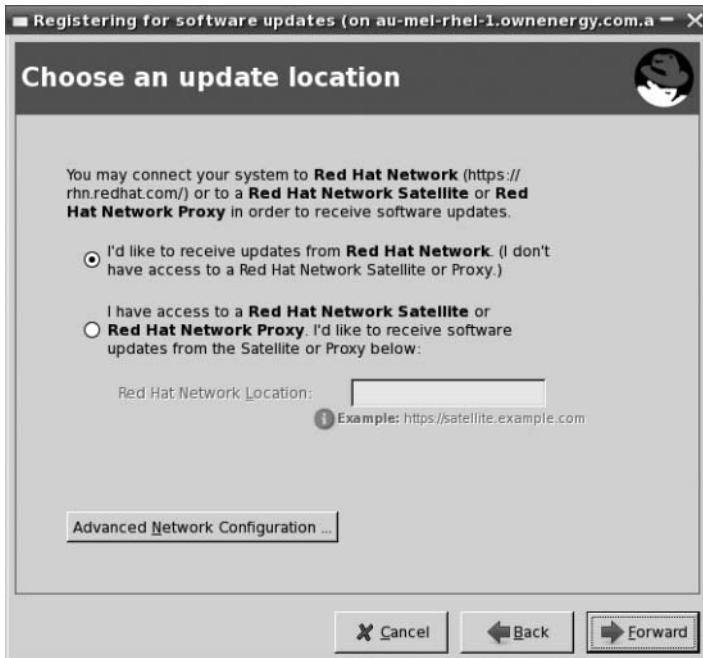 Registering for software updates (on au-mel-rhel-1.ownenergy.com.a
Choose an update location
You may connect your system to Red Hat Network (https://
rhn.redhat.com/) or to a Red Hat Network Satellite or Red
Hat Network Proxy in order to receive software updates.
I'd like to receive updates from Red Hat Network. (I don't
have access to a Red Hat Network Satellite or Proxy.)
I have access to a Red Hat Network Satellite or
Red Hat Network Proxy. I'd like to receive software
updates from the Satellite or Proxy below:
Red Hat Network Location:
Example: https://satellite.example.com
Advanced Network Configuration ...
Cancel
Back
Forward